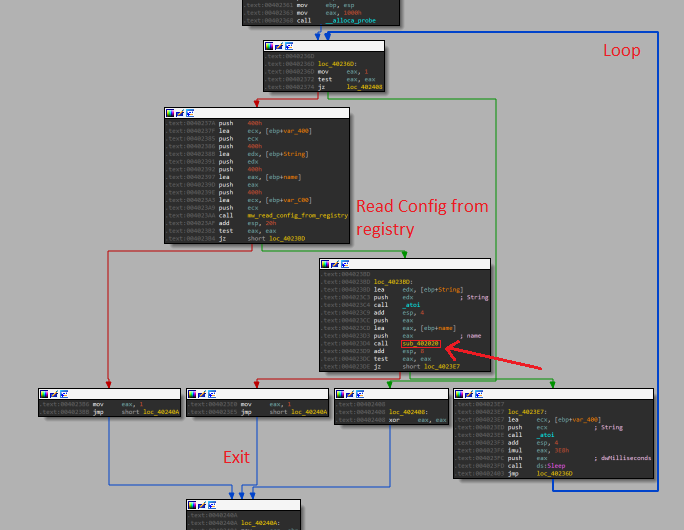 .text:00402361 mov ebp, esp
.text:00402363 mov eax, 1000h
.text:00402368 call __alloca_probe
Loop
.text:0040236D
.text:0040236D loc_40236D:
.text:0040236D mov eax, 1
.text:00402372 test eax, eax
.text:00402374 jz loc_402408
.text:0040237A push 400h
.text:0040237F lea ecx, [ebp+var_400]
.text:00402385 push ecx
.text:00402386 push 400h
.text:0040238B lea edx, [ebp+String]
.text:00402391 push edx
.text:00402392 push 400h
.text:00402397 lea eax, [ebp+name]
.text:0040239D push eax
.text:0040239E push 400h
.text:004023A3 lea ecx, [ebp+var_C00]
.text:004023A9 push ecx
.text:004023AA call mw_read_config_from_registry
.text:004023AF add esp, 20h
.text:004023B2 test eax, eax
.text:004023B4 jz short loc_4023BD
Read Config from
registry
.text:004023BD
.text:004023BD loc_4023BD:
.text:004023BD lea edx, [ebp+String]
.text:004023C3 push edx ; String
.text:004023C4 call _atoi
.text:004023C9 add esp, 4
.text:004023CC push eax
.text:004023CD lea eax, [ebp+name]
.text:004023D3 push eax ; name
.text:004023D4 call sub_402020
.text:004023D9 add esp, 8
.text:004023DC test eax, eax
.text:004023DE jz short loc_4023E7
.text:004023B6 mov eax, 1
.text:004023BB jmp short loc_40240A
.text:004023E0 mov eax, 1
.text:004023E5 jmp short loc_40240A
.text:00402408
.text:00402408 loc_402408:
.text:00402408 xor eax, eax
.text:004023E7
.text:004023E7 loc_4023E7:
.text:004023E7 lea ecx, [ebp+var_400]
.text:004023ED push ecx ; String
.text:004023EE call _atoi
.text:004023F3 add esp, 4
.text:004023F6 imul eax, 3E8h
.text:004023FC push eax ; dwMilliseconds
.text:004023FD call ds:Sleep
.text:00402403 jmp loc_40236D
Exit
.text:0040240A
.text:0040240A loc_40240A: